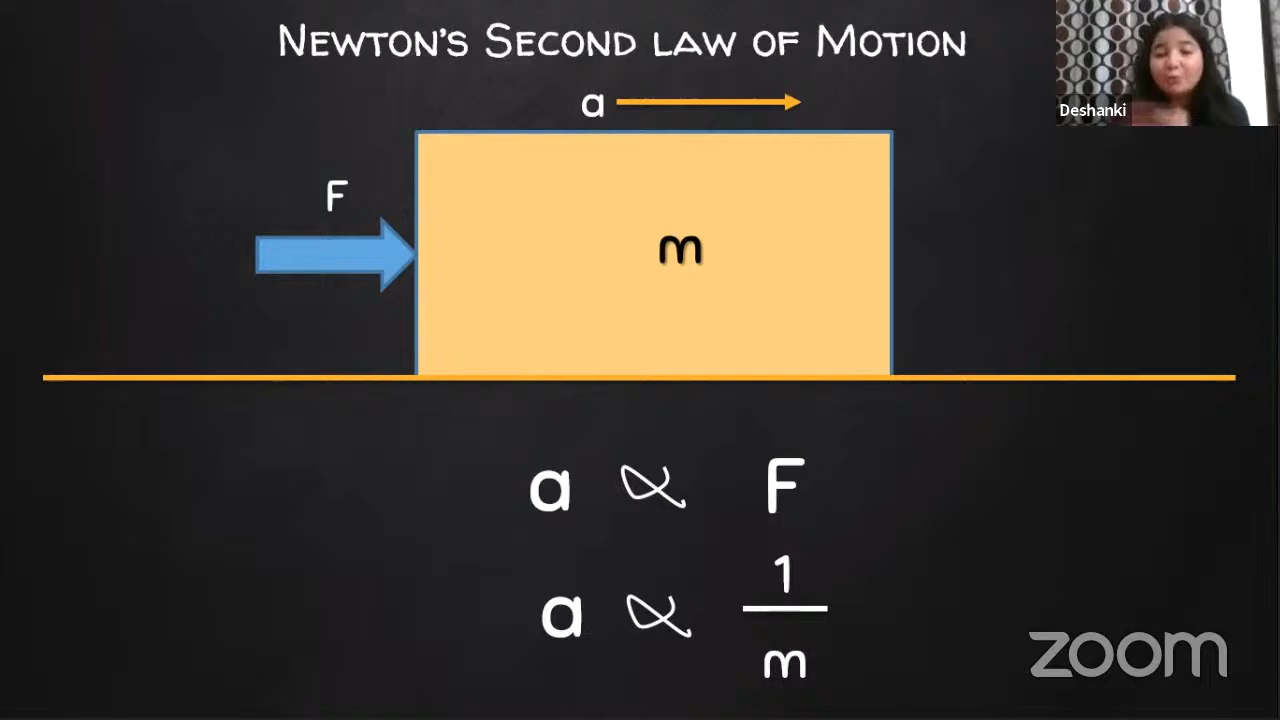 Newton's Second law of Motion
a
Deshanki
F
m
a ∝ F
a ∝ 1
m
zoom